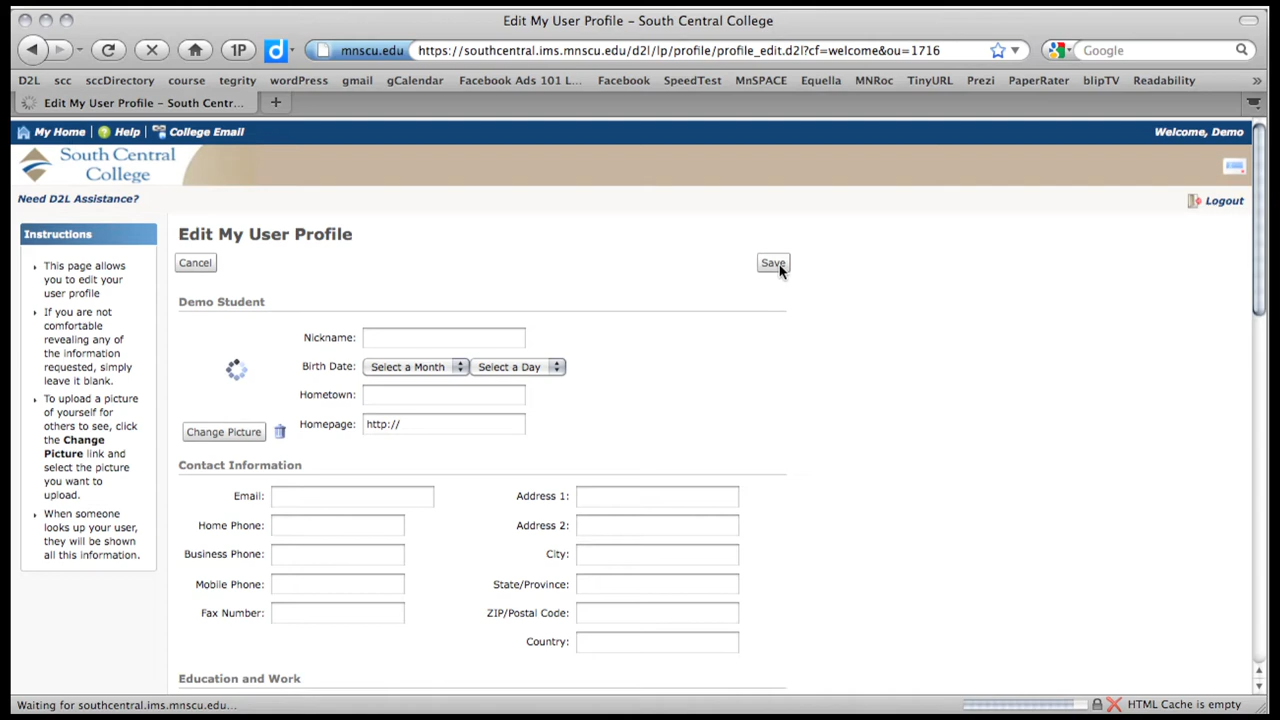 Edit My User Profile – South Central College
1P
mnscu.edu
https://southcentral.ims.mnscu.edu/d2l/lp/profile/profile_edit.d2l?cf=welcome&ou=1716
Google
D2L scc sccDirectory course tegrity wordPress gmail gCalendar Facebook Ads 101 L... Facebook SpeedTest MnSPACE Equella MNRoc TinyURL Prezi PaperRater blipTV Readability »
Edit My User Profile – South Centr...
My Home | Help | College Email
Welcome, Demo
South Central
College
Need D2L Assistance?
Logout
Instructions
This page allows
you to edit your
user profile
If you are not
comfortable
revealing any of
the information
requested, simply
leave it blank.
To upload a picture
of yourself for
others to see, click
the Change
Picture link and
select the picture
you want to
upload.
When someone
looks up your user,
they will be shown
all this information.
Edit My User Profile
Cancel
Save
Demo Student
Nickname:
Birth Date: Select a Month Select a Day
Hometown:
Homepage: http://
Change Picture
Contact Information
Email:
Address 1:
Home Phone:
Address 2:
Business Phone:
City:
Mobile Phone:
State/Province:
Fax Number:
ZIP/Postal Code:
Country:
Education and Work
Waiting for southcentral.ims.mnscu.edu...
HTML Cache is empty